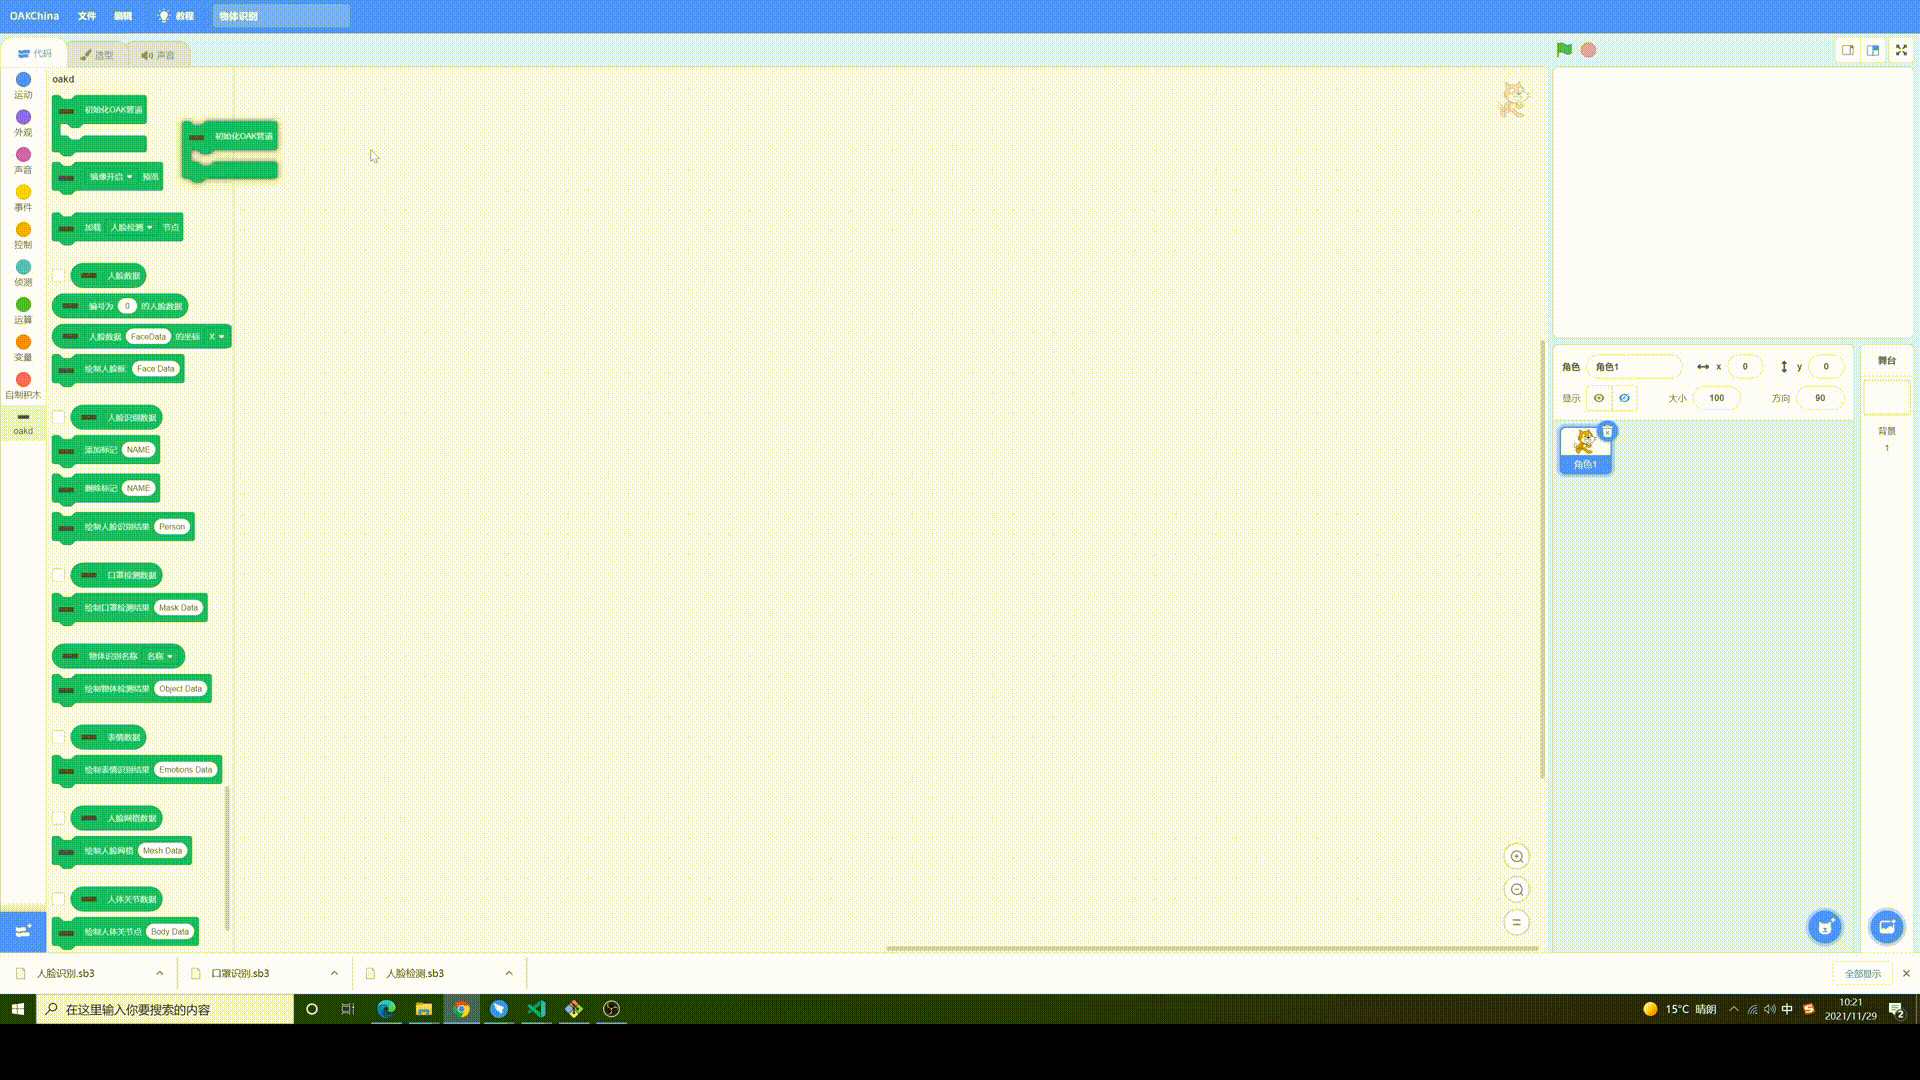 OAKChina 文件 编辑 教程 物体识别
代码 造型 声音
运动
外观
声音
事件
控制
侦测
运算
变量
自制积木
oakd
oakd
初始化OAK管道
镜像开启 预览
加载 人脸检测 节点
人脸数据
编号为 0 的人脸数据
人脸数据 FaceData 的坐标 X
绘制人脸框 Face Data
人脸识别数据
添加标记 NAME
删除标记 NAME
绘制人脸识别结果 Person
口罩检测数据
绘制口罩检测结果 Mask Data
物体识别名称 名称
绘制物体检测结果 Object Data
表情数据
绘制表情识别结果 Emotions Data
人脸网格数据
绘制人脸网格 Mesh Data
人体关节数据
绘制人体关节点 Body Data
初始化OAK管道
角色 角色1 x 0 y 0
显示 大小 100 方向 90
角色1
舞台
背景
1
人脸识别.sb3 口罩识别.sb3 人脸检测.sb3 全部显示
在这里输入你要搜索的内容
15°C 晴朗 中 10:21
2021/11/29
2